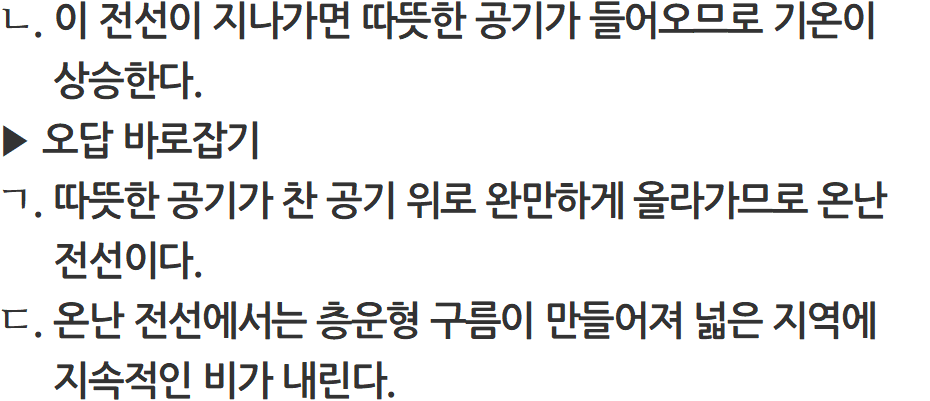 ㄴ. 이 전선이 지나가면 따뜻한 공기가 들어오므로 기온이
상승한다.
▶ 오답 바로잡기
ㄱ. 따뜻한 공기가 찬 공기 위로 완만하게 올라가므로 온난
전선이다.
ㄷ. 온난 전선에서는 층운형 구름이 만들어져 넓은 지역에
지속적인 비가 내린다.